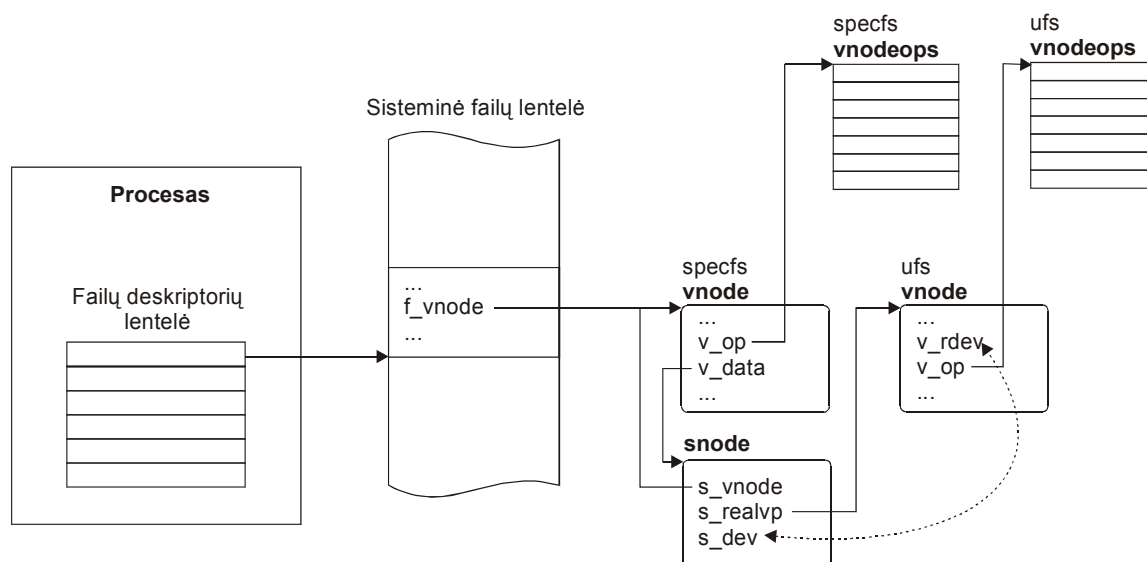 specfs
vnodeops
ufs
vnodeops
Sisteminė failų lentelė
Procesas
Failų deskriptorių
lentelė
...
f_vnode
...
specfs
vnode
...
v_op
v_data
...
ufs
vnode
...
v_rdev
v_op
...
snode
s_vnode
s_realvp
s_dev